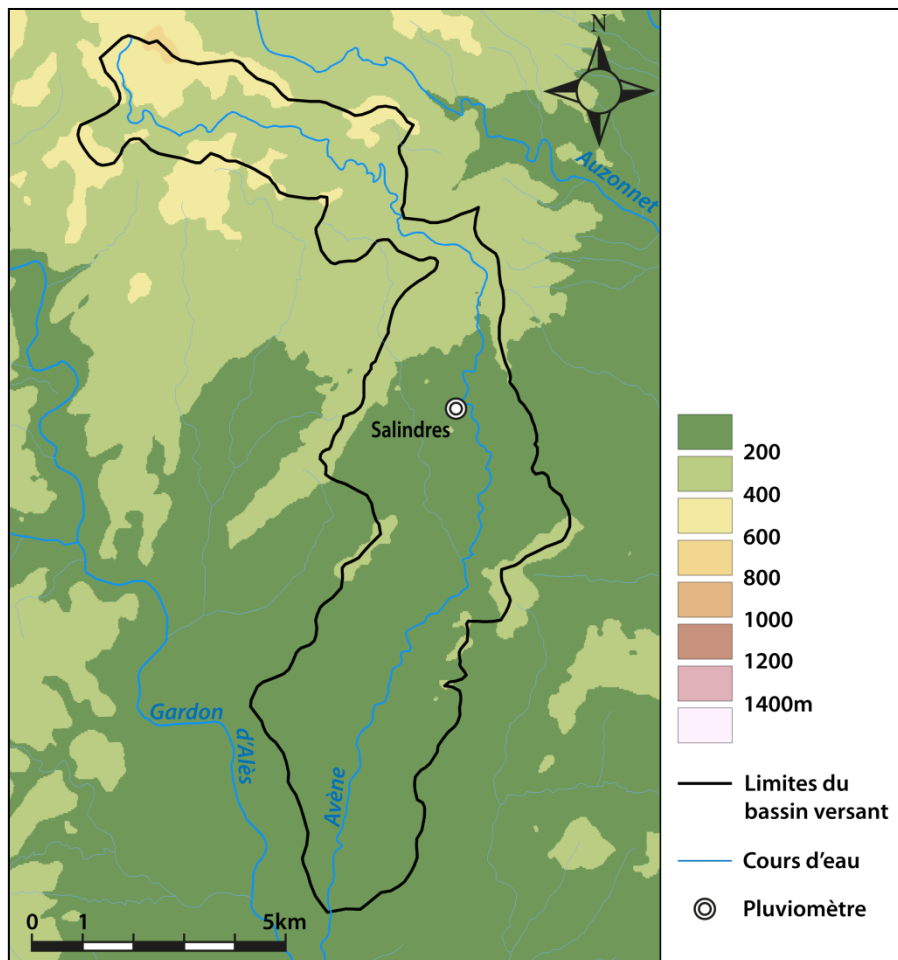 N
Auzonnet
Salindres
Gardon
d'Alès
Avène
0 1 5km
200
400
600
800
1000
1200
1400m
Limites du
bassin versant
Cours d'eau
Pluviomètre